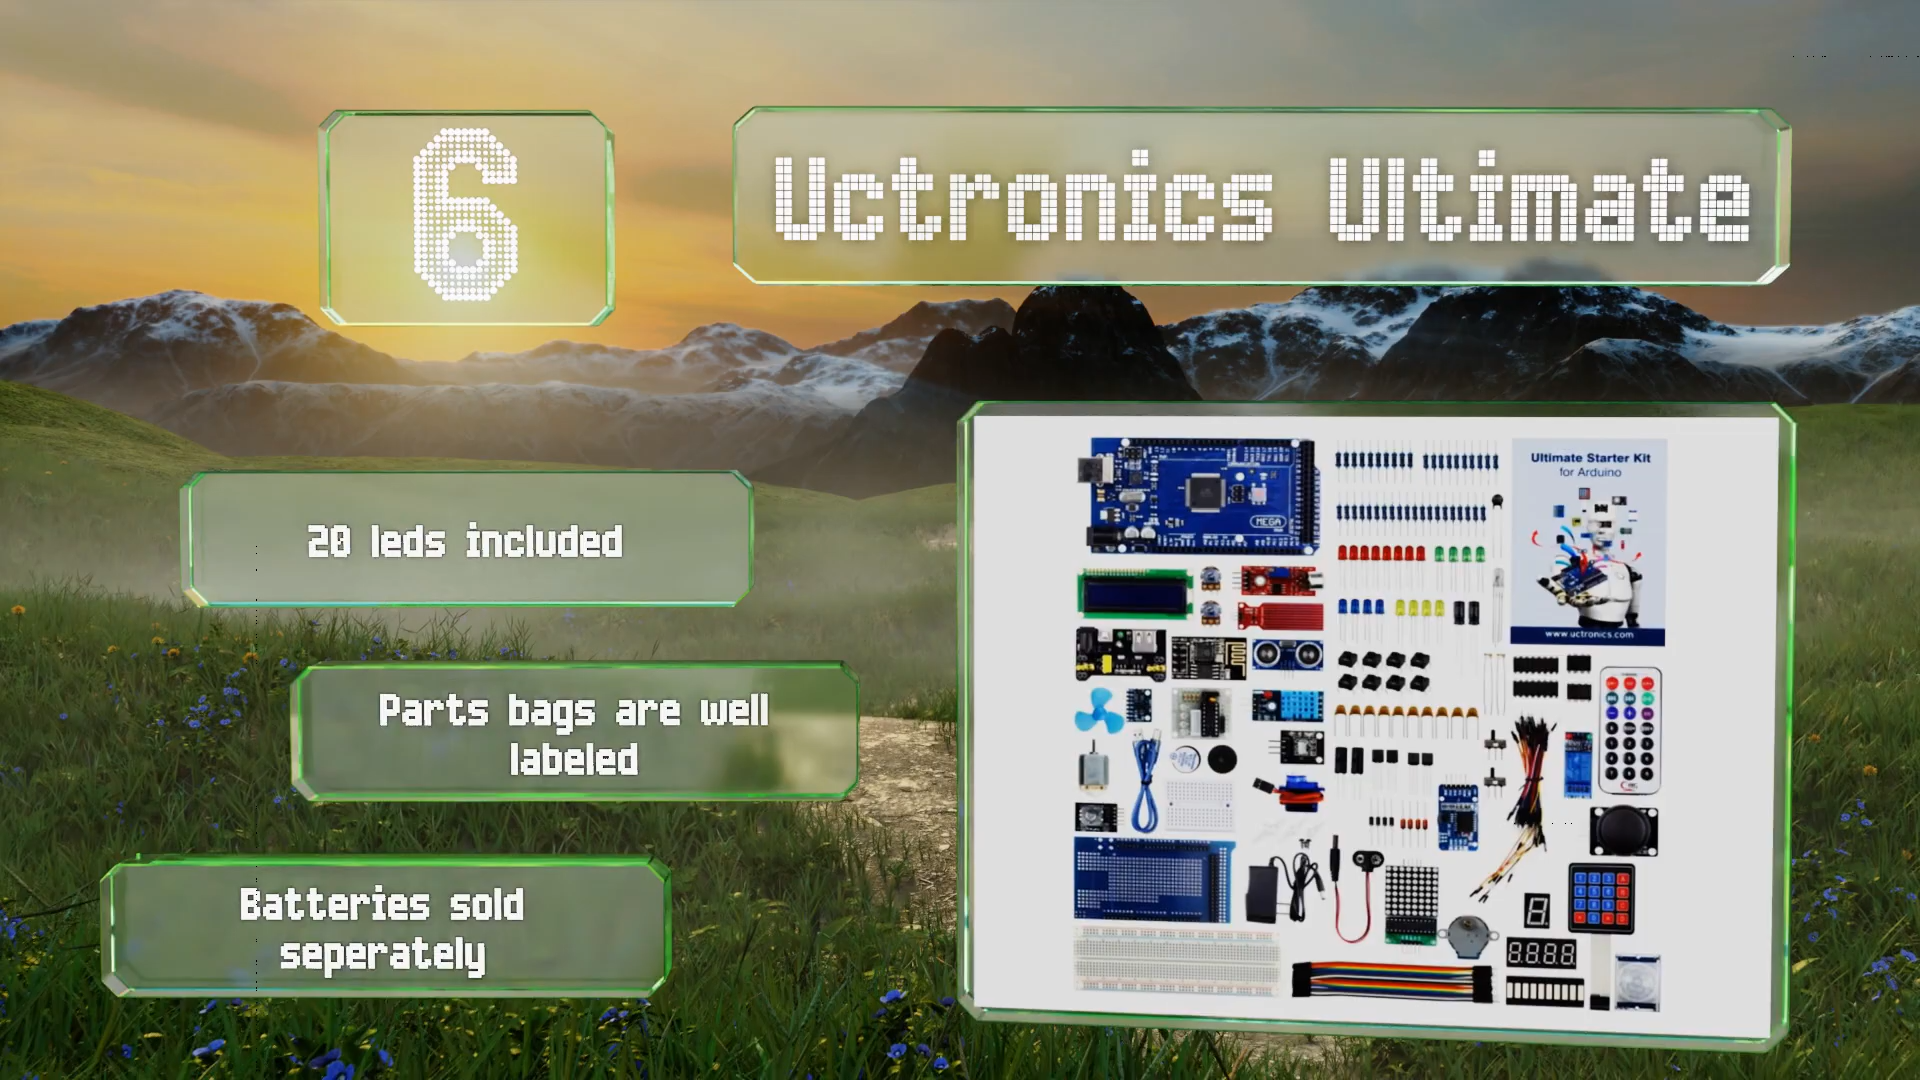 6
Uctronics Ultimate
20 leds included
Parts bags are well
labeled
Batteries sold
seperately
Ultimate Starter Kit
for Arduino
www.uctronics.com
MEGA